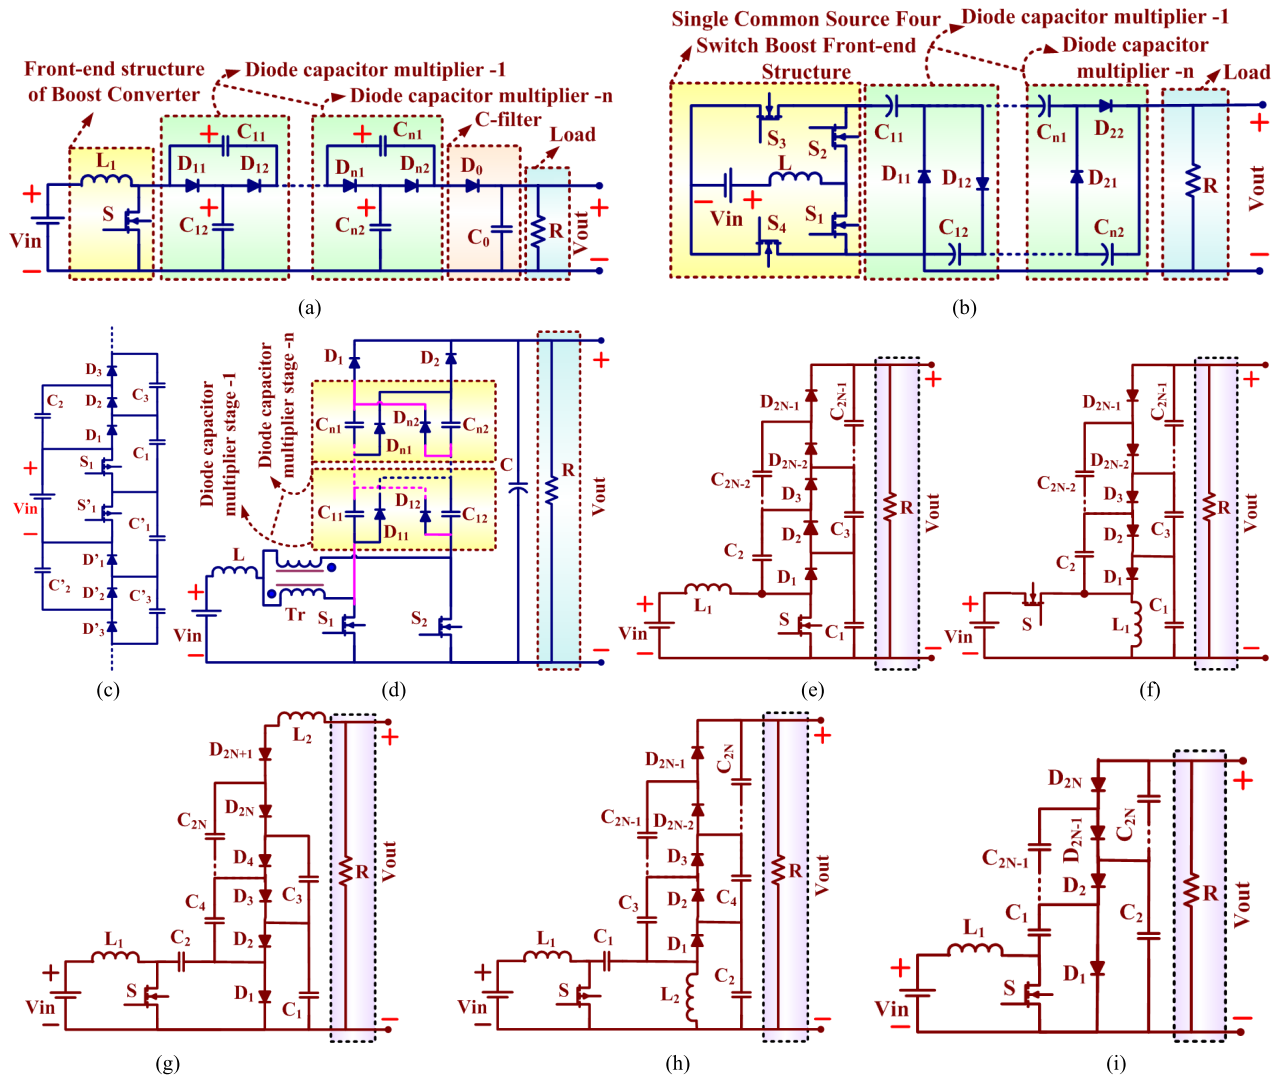 Front-end structure
of Boost Converter
Diode capacitor multiplier -1
Diode capacitor multiplier -n
C-filter
Load
L1
S
Vin
+
−
D11
D12
C11
C12
+
+
Dn1
Dn2
Cn1
Cn2
+
+
D0
C0
R
Vout
+
−
(a)
Single Common Source Four
Switch Boost Front-end
Structure
Diode capacitor multiplier -1
Diode capacitor
multiplier -n
Load
S3
S2
L
Vin
−
+
S1
S4
C11
D11
D12
C12
Cn1
D22
D21
Cn2
R
Vout
+
−
(b)
D3
C3
C2
D2
D1
C1
S1
+
Vin
−
S'1
C'1
D'1
C'2
D'2
C'3
D'3
(c)
Diode capacitor
multiplier stage -1
Diode capacitor
multiplier stage -n
D1
D2
Cn1
Dn2
Cn2
Dn1
C11
D12
C12
D11
C
R
Vout
L
Tr
S1
S2
Vin
+
−
+
−
(d)
D2N-1
C2N-1
D2N-2
C2N-2
D3
C3
D2
C2
D1
L1
C1
S
Vin
+
−
R
Vout
+
−
(e)
D2N-1
C2N-1
D2N-2
C2N-2
D3
C3
D2
C2
D1
C1
L1
S
Vin
+
−
R
Vout
+
−
(f)
L2
D2N+1
D2N
C2N
D4
D3
C3
C4
D2
C2
L1
D1
C1
S
Vin
+
−
R
Vout
+
−
(g)
D2N-1
C2N
C2N-1
D2N-2
D3
C4
D2
C3
D1
C1
L1
L2
C2
S
Vin
+
−
R
Vout
+
−
(h)
D2N
C2N
D2N-1
C2N-1
D2
C1
C2
L1
D1
S
Vin
+
−
R
Vout
+
−
(i)